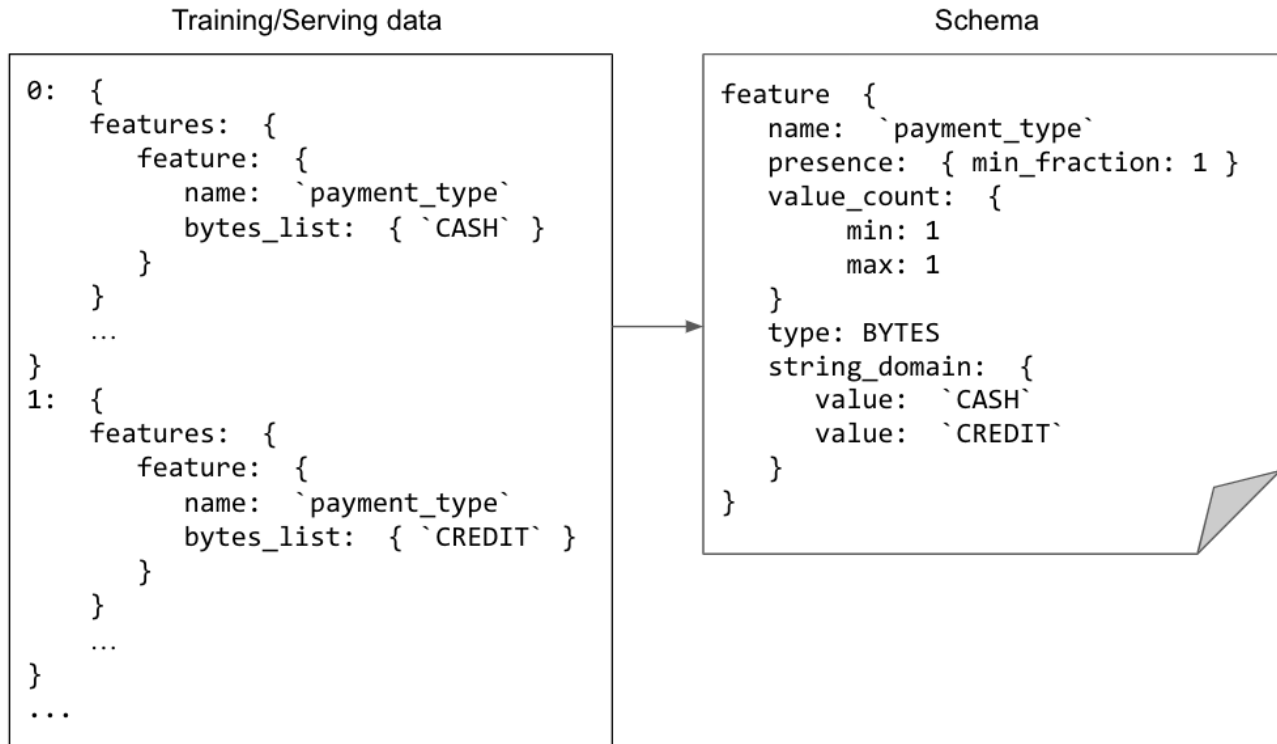 Training/Serving data
0:  {
    features:  {
       feature:  {
          name:  `payment_type`
          bytes_list:  { `CASH` }
       }
    }
    ...
}
1:  {
    features:  {
       feature:  {
          name:  `payment_type`
          bytes_list:  { `CREDIT` }
       }
    }
    ...
}
...
Schema
feature  {
   name:  `payment_type`
   presence:  { min_fraction: 1 }
   value_count:  {
        min: 1
        max: 1
   }
   type: BYTES
   string_domain:  {
      value:  `CASH`
      value:  `CREDIT`
   }
}